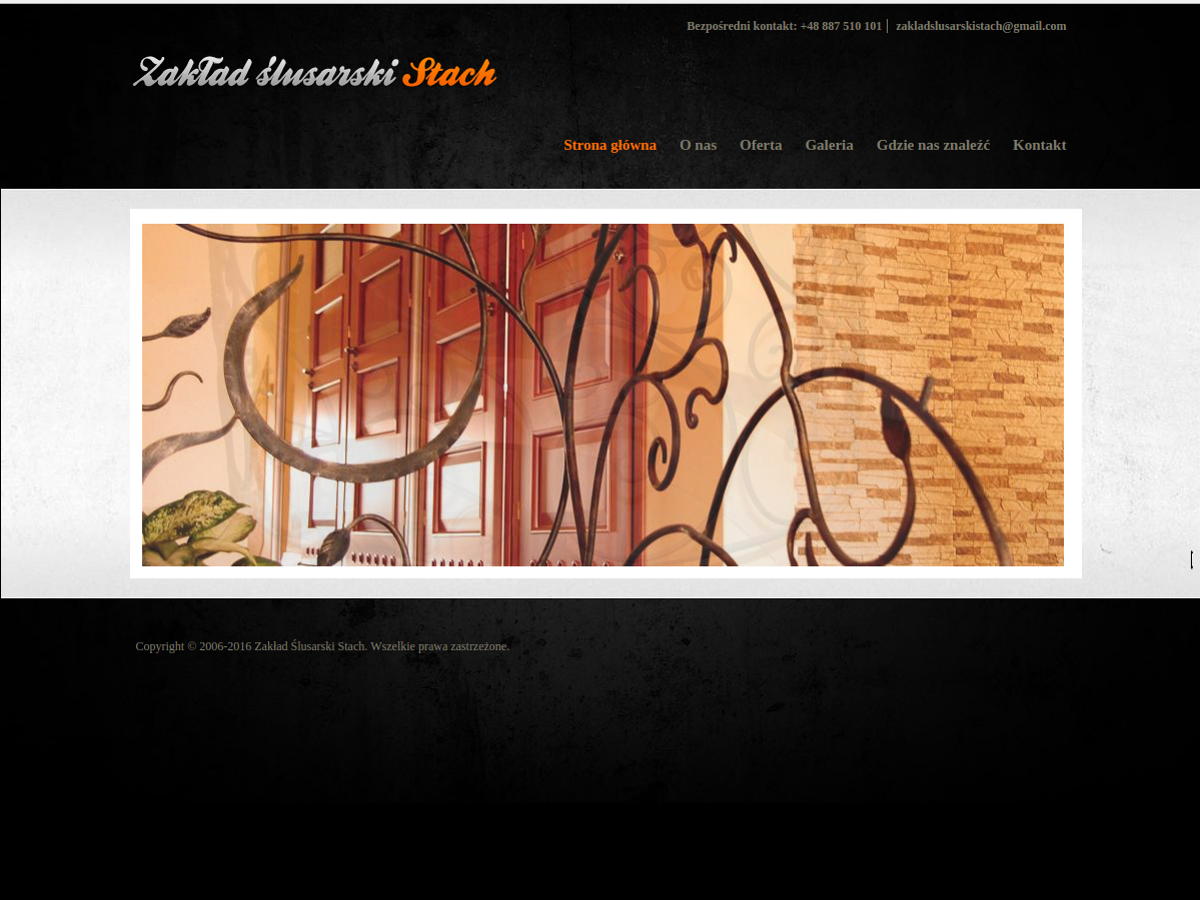 Bezpośredni kontakt: +48 887 510 101 | zakladslusarskistach@gmail.com
Zakład ślusarski Stach
Strona główna O nas Oferta Galeria Gdzie nas znaleźć Kontakt
Copyright © 2006-2016 Zakład Ślusarski Stach. Wszelkie prawa zastrzeżone.